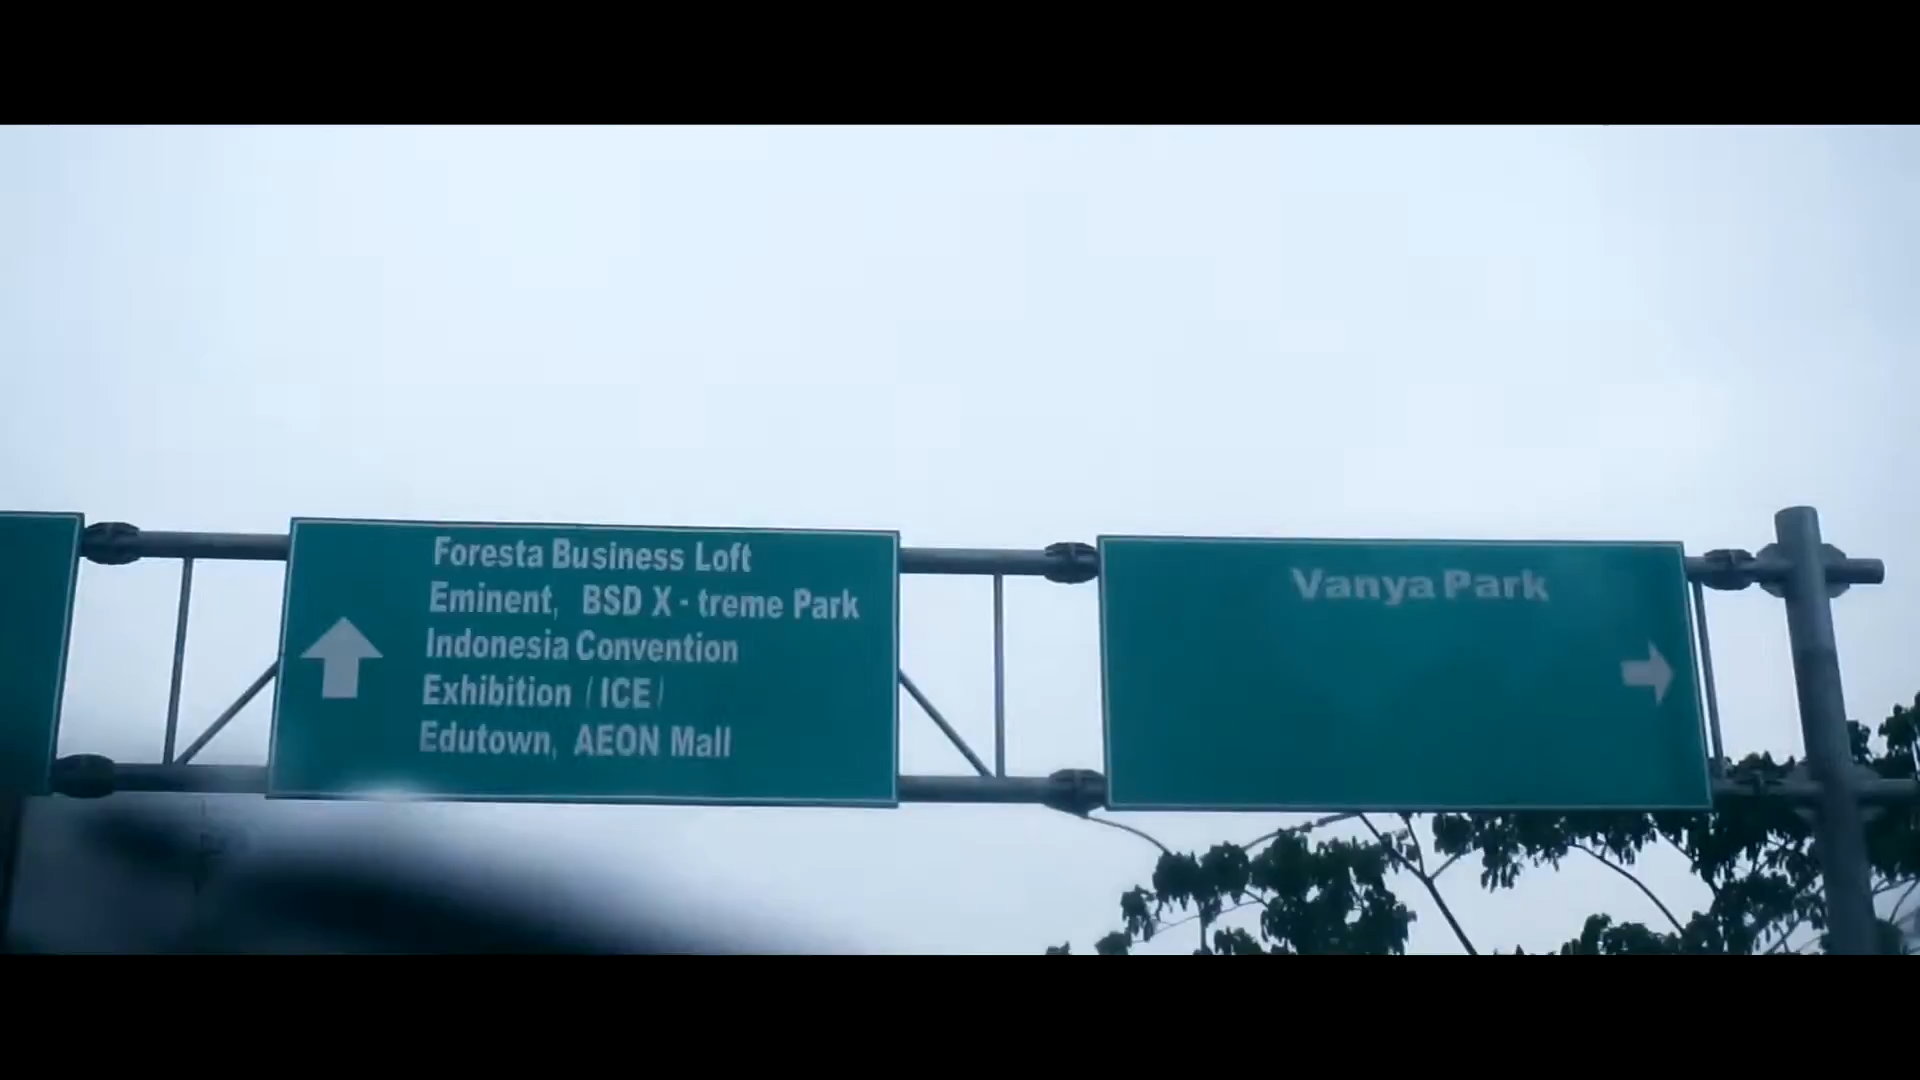 Foresta Business Loft
Eminent, BSD X - treme Park
Indonesia Convention
Exhibition (ICE)
Edutown, AEON Mall
Vanya Park